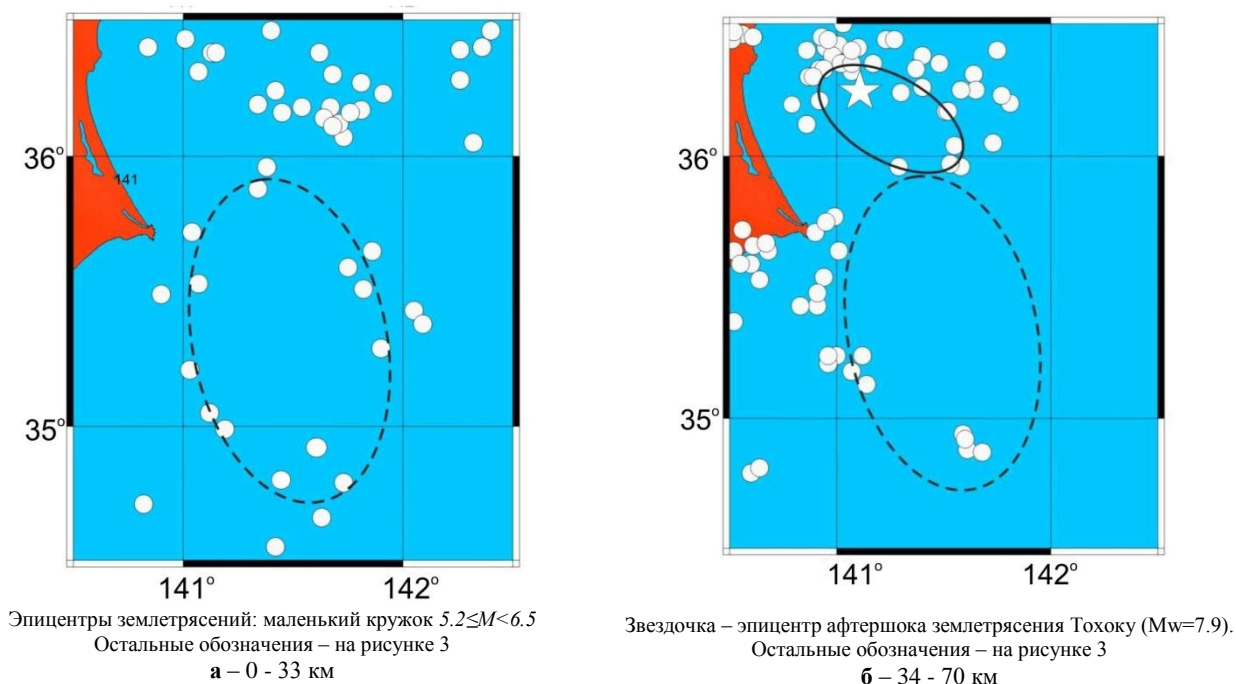 36°
141
35°
141°
142°
Эпицентры землетрясений: маленький кружок 5.2≤M<6.5
Остальные обозначения – на рисунке 3
а – 0 - 33 км
36°
35°
141°
142°
Звездочка – эпицентр афтершока землетрясения Тохоку (Mw=7.9).
Остальные обозначения – на рисунке 3
б – 34 - 70 км